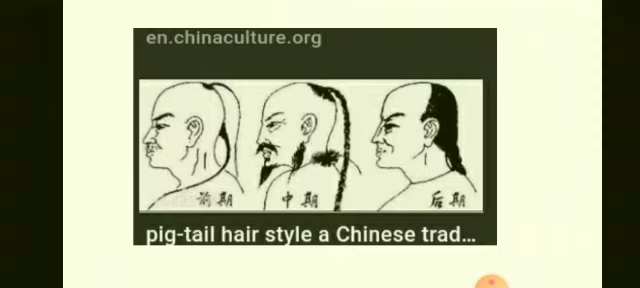 en.chinaculture.org
前期 中期 后期
pig-tail hair style a Chinese trad...